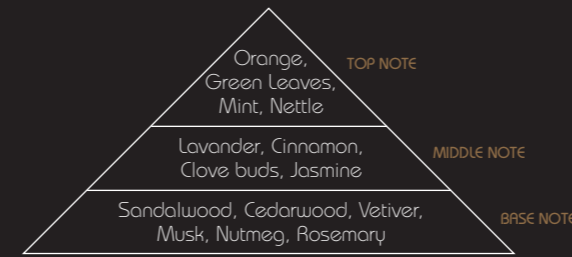 Orange,
TOP NOTE
Green Leaves,
Mint, Nettle
Lavander, Cinnamon,
MIDDLE NOTE
Clove buds, Jasmine
Sandalwood, Cedarwood, Vetiver,
BASE NOTE
Musk, Nutmeg, Rosemary